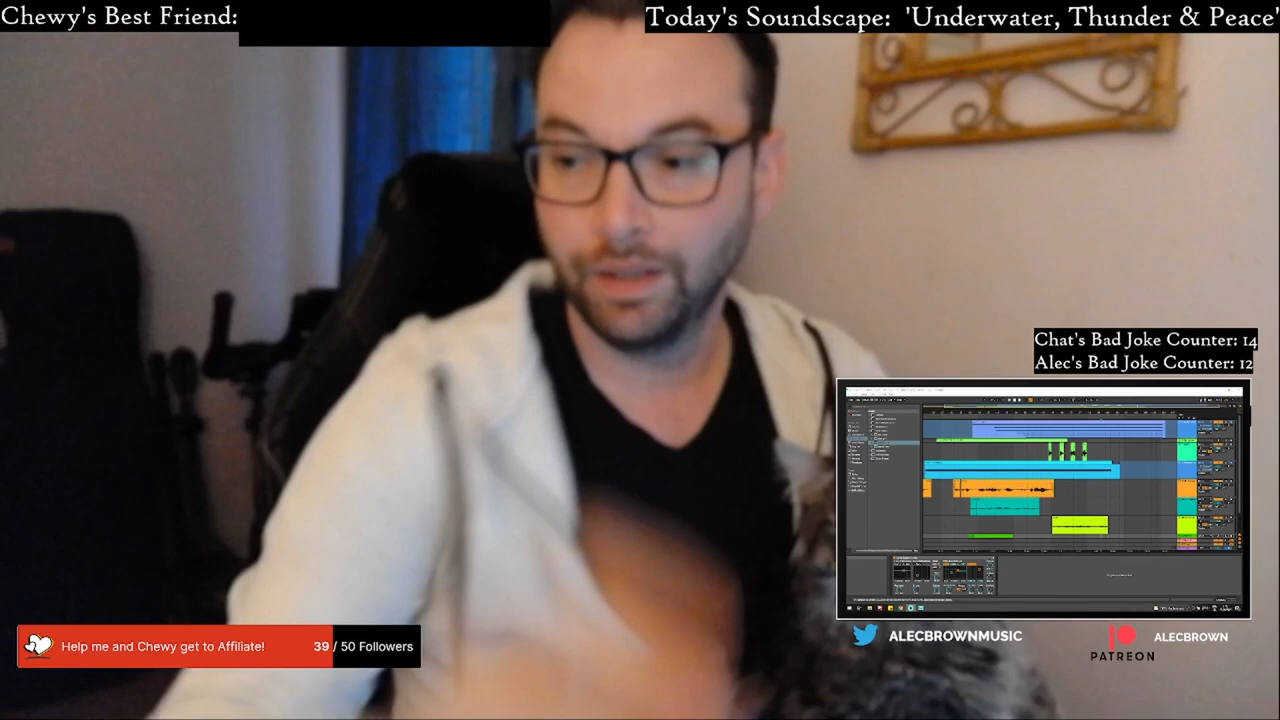 Chewy's Best Friend:
Today's Soundscape: 'Underwater, Thunder & Peace'
Chat's Bad Joke Counter: 14
Alec's Bad Joke Counter: 12
Help me and Chewy get to Affiliate! 39 / 50 Followers
ALECBROWNMUSIC
PATREON
ALECBROWN